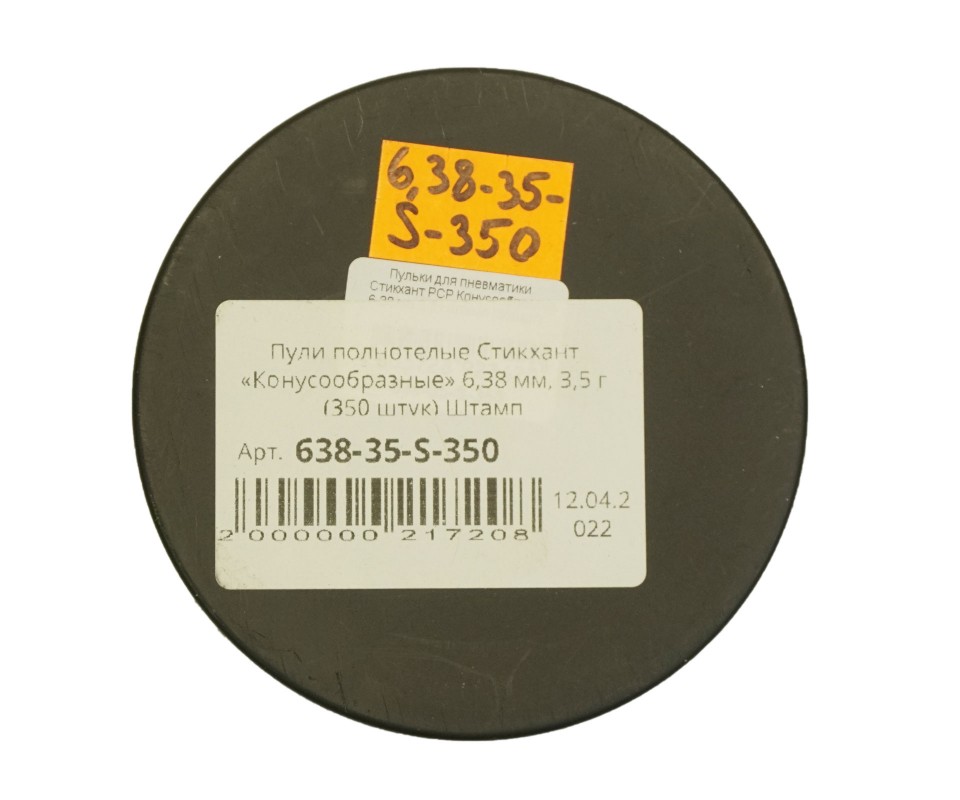 6,38-35-
S-350
Пульки для пневматики
Стикхант PCP
Пули полнотелые Стикхант
«Конусообразные» 6,38 мм, 3,5 г
(350 штук) Штамп
Арт. 638-35-S-350
12.04.2
022
2 000000 217208